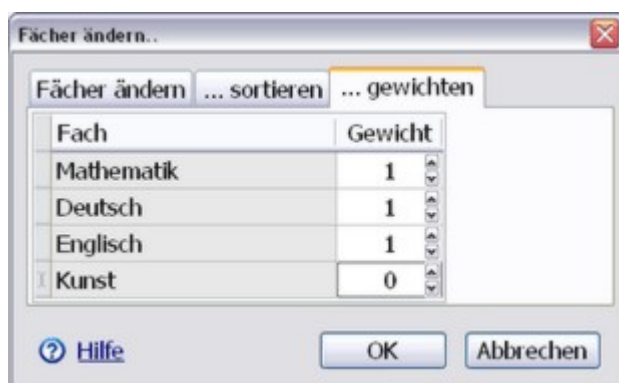 Fächer ändern..
Fächer ändern ... sortieren ... gewichten
Fach Gewicht
Mathematik 1
Deutsch 1
Englisch 1
Kunst 0
Hilfe OK Abbrechen